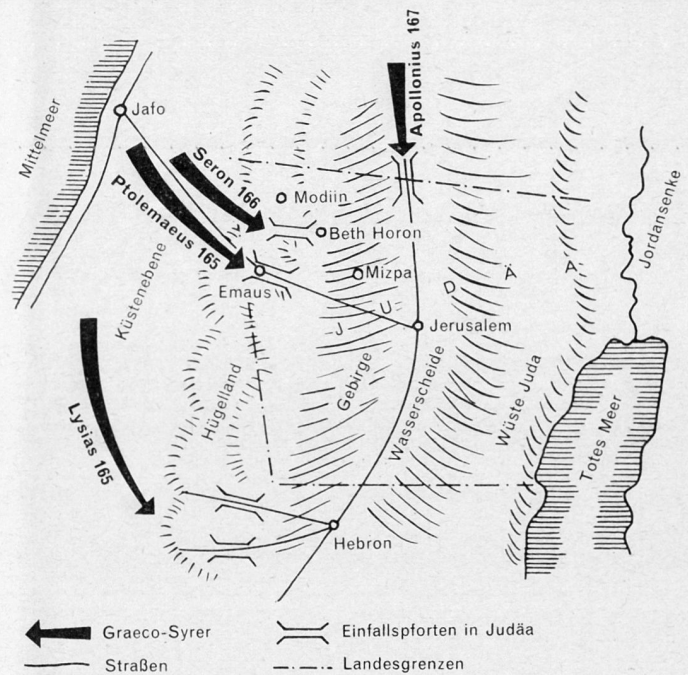 Apollonius 167
Mittelmeer
Jafo
Seron 166
Ptolemaeus 165
Modiin
Beth Horon
Jordansenke
Küstenebene
Emaus
Mizpa
JUDÄA
Jerusalem
Lysias 165
Hügelland
Gebirge
Wasserscheide
Wüste Juda
Totes Meer
Hebron
Graeco-Syrer
Einfallspforten in Judäa
Straßen
Landesgrenzen